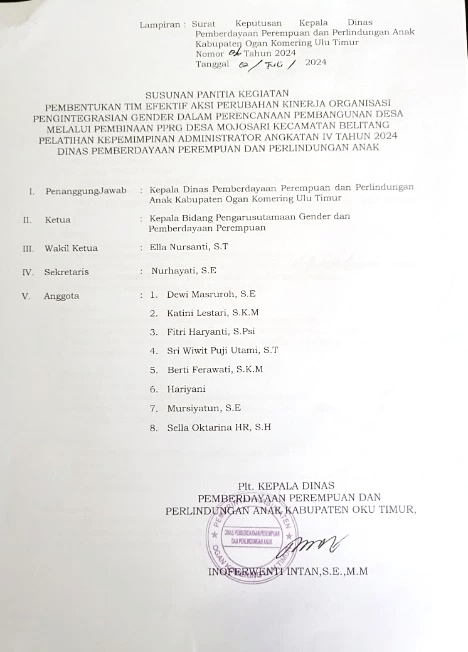 Lampiran : Surat Keputusan Kepala Dinas
Pemberdayaan Perempuan dan Perlindungan Anak
Kabupaten Ogan Komering Ulu Timur
Nomor Tahun 2024
Tanggal 02 / Juli / 2024
SUSUNAN PANITIA KEGIATAN
PEMBENTUKAN TIM EFEKTIF AKSI PERUBAHAN KINERJA ORGANISASI
PENGINTEGRASIAN GENDER DALAM PERENCANAAN PEMBANGUNAN DESA
MELALUI PEMBINAAN PPRG DESA MOJOSARI KECAMATAN BELITANG
PELATIHAN KEPEMIMPINAN ADMINISTRATOR ANGKATAN IV TAHUN 2024
DINAS PEMBERDAYAAN PEREMPUAN DAN PERLINDUNGAN ANAK
I. PenanggungJawab : Kepala Dinas Pemberdayaan Perempuan dan Perlindungan
Anak Kabupaten Ogan Komering Ulu Timur
II. Ketua : Kepala Bidang Pengarusutamaan Gender dan
Pemberdayaan Perempuan
III. Wakil Ketua : Ella Nursanti, S.T
IV. Sekretaris : Nurhayati, S.E
V. Anggota : 1. Dewi Masruroh, S.E
2. Katini Lestari, S.K.M
3. Fitri Haryanti, S.Psi
4. Sri Wiwit Puji Utami, S.T
5. Berti Ferawati, S.K.M
6. Hariyani
7. Mursiyatun, S.E
8. Sella Oktarina HR, S.H
Plt. KEPALA DINAS
PEMBERDAYAAN PEREMPUAN DAN
PERLINDUNGAN ANAK KABUPATEN OKU TIMUR,
DINAS PEMBERDAYAAN PEREMPUAN
DAN PERLINDUNGAN ANAK
INOFERWENTI INTAN,S.E.,M.M